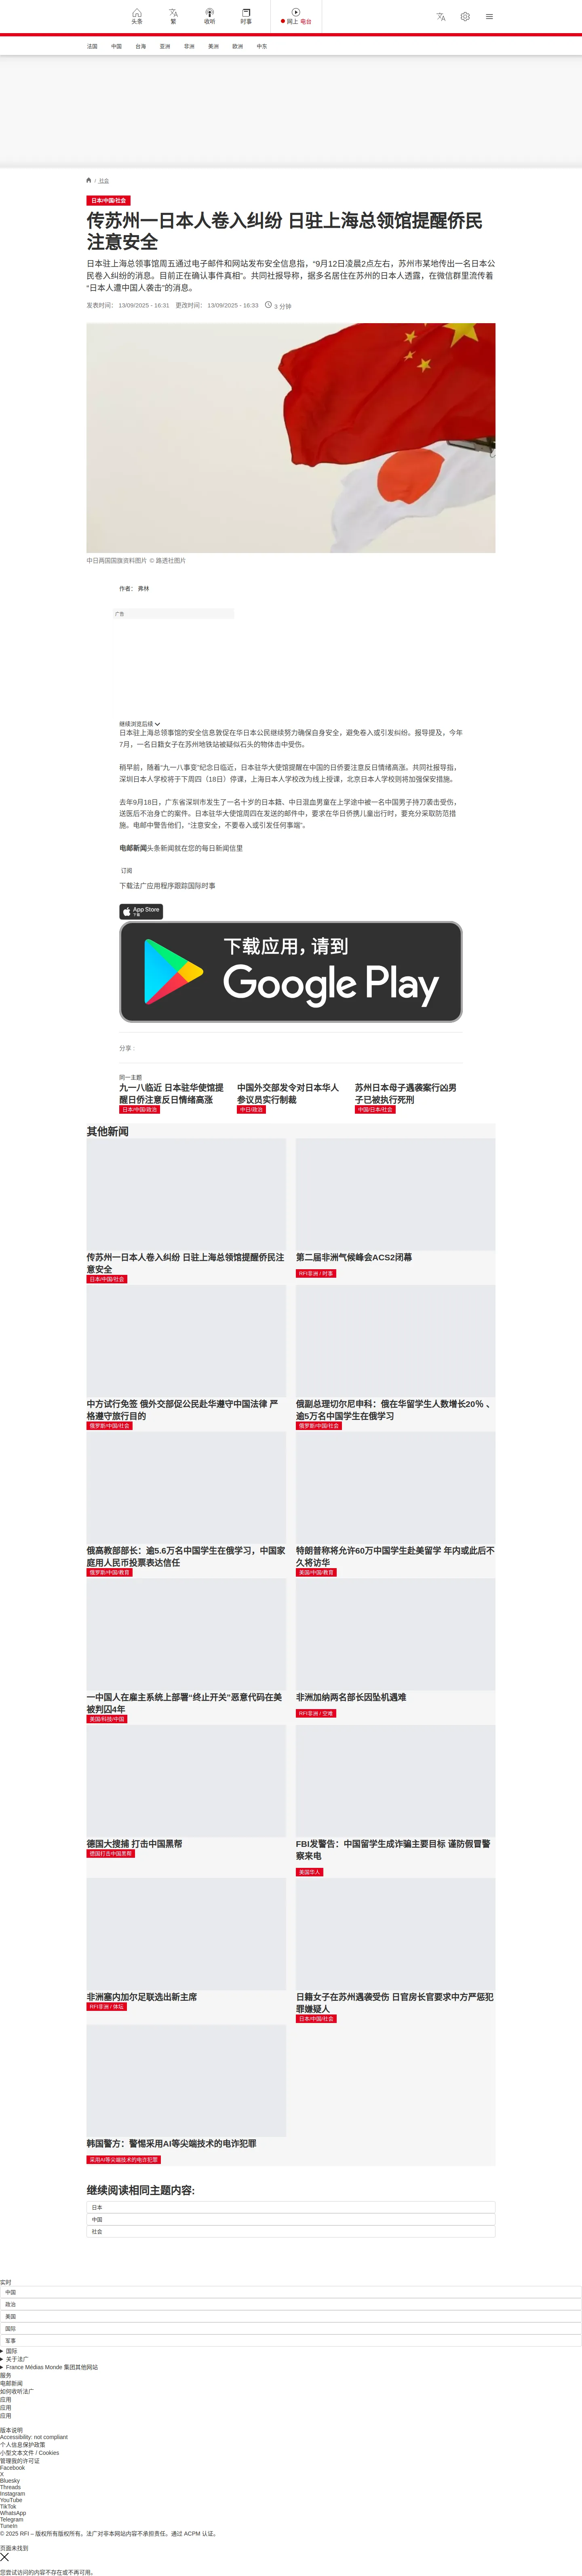 头条
繁
收听
时事
网上 电台
法国
中国
台海
亚洲
非洲
美洲
欧洲
中东
/ 社会
日本/中国/社会
传苏州一日本人卷入纠纷 日驻上海总领馆提醒侨民
注意安全
日本驻上海总领事馆周五通过电子邮件和网站发布安全信息指，“9月12日凌晨2点左右，苏州市某地传出一名日本公
民卷入纠纷的消息。目前正在确认事件真相”。共同社报导称，据多名居住在苏州的日本人透露，在微信群里流传着
“日本人遭中国人袭击”的消息。
发表时间： 13/09/2025 - 16:31 更改时间： 13/09/2025 - 16:33 3 分钟
中日两国国旗资料图片 © 路透社图片
作者： 弗林
广告
继续浏览后续
日本驻上海总领事馆的安全信息敦促在华日本公民继续努力确保自身安全，避免卷入或引发纠纷。报导提及，今年
7月，一名日籍女子在苏州地铁站被疑似石头的物体击中受伤。
稍早前，随着“九一八事变”纪念日临近，日本驻华大使馆提醒在中国的日侨要注意反日情绪高涨。共同社报导指，
深圳日本人学校将于下周四（18日）停课，上海日本人学校改为线上授课，北京日本人学校则将加强保安措施。
去年9月18日，广东省深圳市发生了一名十岁的日本籍、中日混血男童在上学途中被一名中国男子持刀袭击受伤，
送医后不治身亡的案件。日本驻华大使馆周四在发送的邮件中，要求在华日侨携儿童出行时，要充分采取防范措
施。电邮中警告他们，“注意安全，不要卷入或引发任何事端”。
电邮新闻头条新闻就在您的每日新闻信里
订阅
下载法广应用程序跟踪国际时事
App Store
下载
下载应用，请到
Google Play
分享 :
同一主题
九一八临近 日本驻华使馆提
醒日侨注意反日情绪高涨
日本/中国/政治
中国外交部发令对日本华人
参议员实行制裁
中日/政治
苏州日本母子遇袭案行凶男
子已被执行死刑
中国/日本/社会
其他新闻
传苏州一日本人卷入纠纷 日驻上海总领馆提醒侨民注
意安全
日本/中国/社会
第二届非洲气候峰会ACS2闭幕
RFI非洲 / 时事
中方试行免签 俄外交部促公民赴华遵守中国法律 严
格遵守旅行目的
俄罗斯/中国/社会
俄副总理切尔尼申科：俄在华留学生人数增长20% 、
逾5万名中国学生在俄学习
俄罗斯/中国/社会
俄高教部部长：逾5.6万名中国学生在俄学习，中国家
庭用人民币投票表达信任
俄罗斯/中国/教育
特朗普称将允许60万中国学生赴美留学 年内或此后不
久将访华
美国/中国/教育
一中国人在雇主系统上部署“终止开关”恶意代码在美
被判囚4年
美国/科技/中国
非洲加纳两名部长因坠机遇难
RFI非洲 / 空难
德国大搜捕 打击中国黑帮
德国打击中国黑帮
FBI发警告：中国留学生成诈骗主要目标 谨防假冒警
察来电
美国华人
非洲塞内加尔足联选出新主席
RFI非洲 / 体坛
日籍女子在苏州遇袭受伤 日官房长官要求中方严惩犯
罪嫌疑人
日本/中国/社会
韩国警方：警惕采用AI等尖端技术的电诈犯罪
采用AI等尖端技术的电诈犯罪
继续阅读相同主题内容:
日本
中国
社会
实时
中国
政治
美国
国际
军事
国际
关于法广
France Médias Monde 集团其他网站
服务
电邮新闻
如何收听法广
应用
应用
应用
版本说明
Accessibility: not compliant
个人信息保护政策
小型文本文件 / Cookies
管理我的许可证
Facebook
X
Bluesky
Threads
Instagram
YouTube
TikTok
WhatsApp
Telegram
TuneIn
© 2025 RFI – 版权所有版权所有。法广对非本网站内容不承担责任。通过 ACPM 认证。
页面未找到
您尝试访问的内容不存在或不再可用。